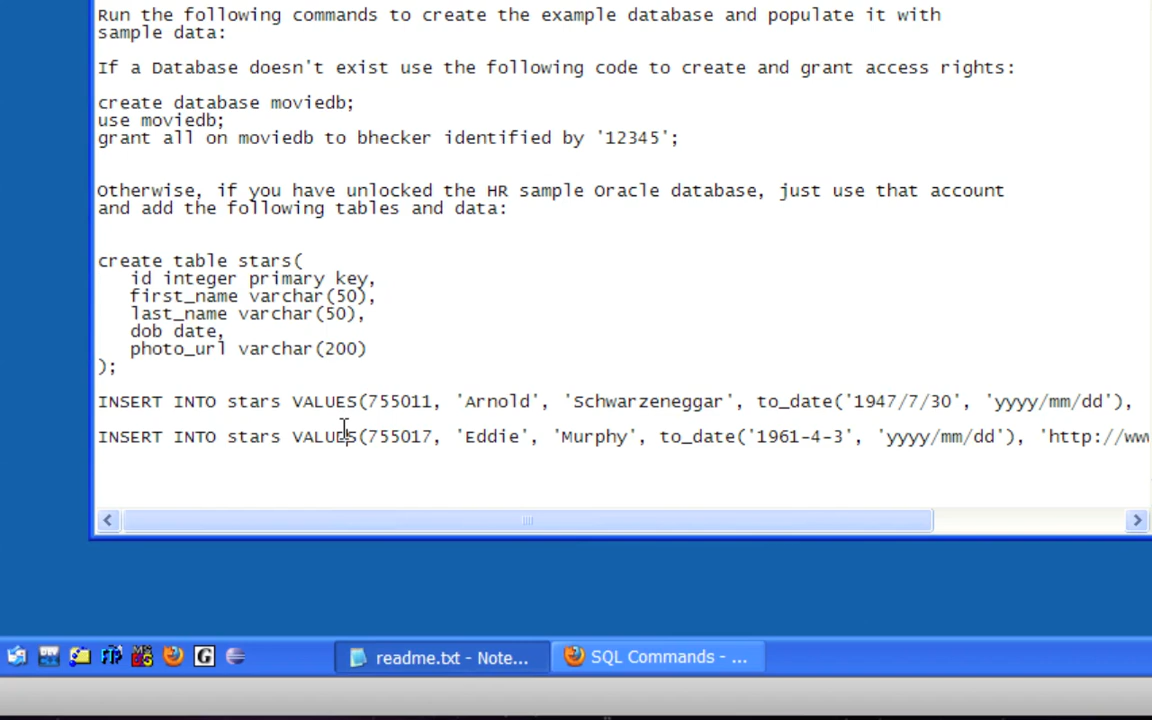 Run the following commands to create the example database and populate it with
sample data:
If a Database doesn't exist use the following code to create and grant access rights:
create database moviedb;
use moviedb;
grant all on moviedb to bhecker identified by '12345';
Otherwise, if you have unlocked the HR sample Oracle database, just use that account
and add the following tables and data:
create table stars(
id integer primary key,
first_name varchar(50),
last_name varchar(50),
dob date,
photo_url varchar(200)
);
INSERT INTO stars VALUES(755011, 'Arnold', 'Schwarzeneggar', to_date('1947/7/30', 'yyyy/mm/dd'),
INSERT INTO stars VALUES(755017, 'Eddie', 'Murphy', to_date('1961-4-3', 'yyyy/mm/dd'), 'http://ww
G readme.txt - Note... SQL Commands - ...